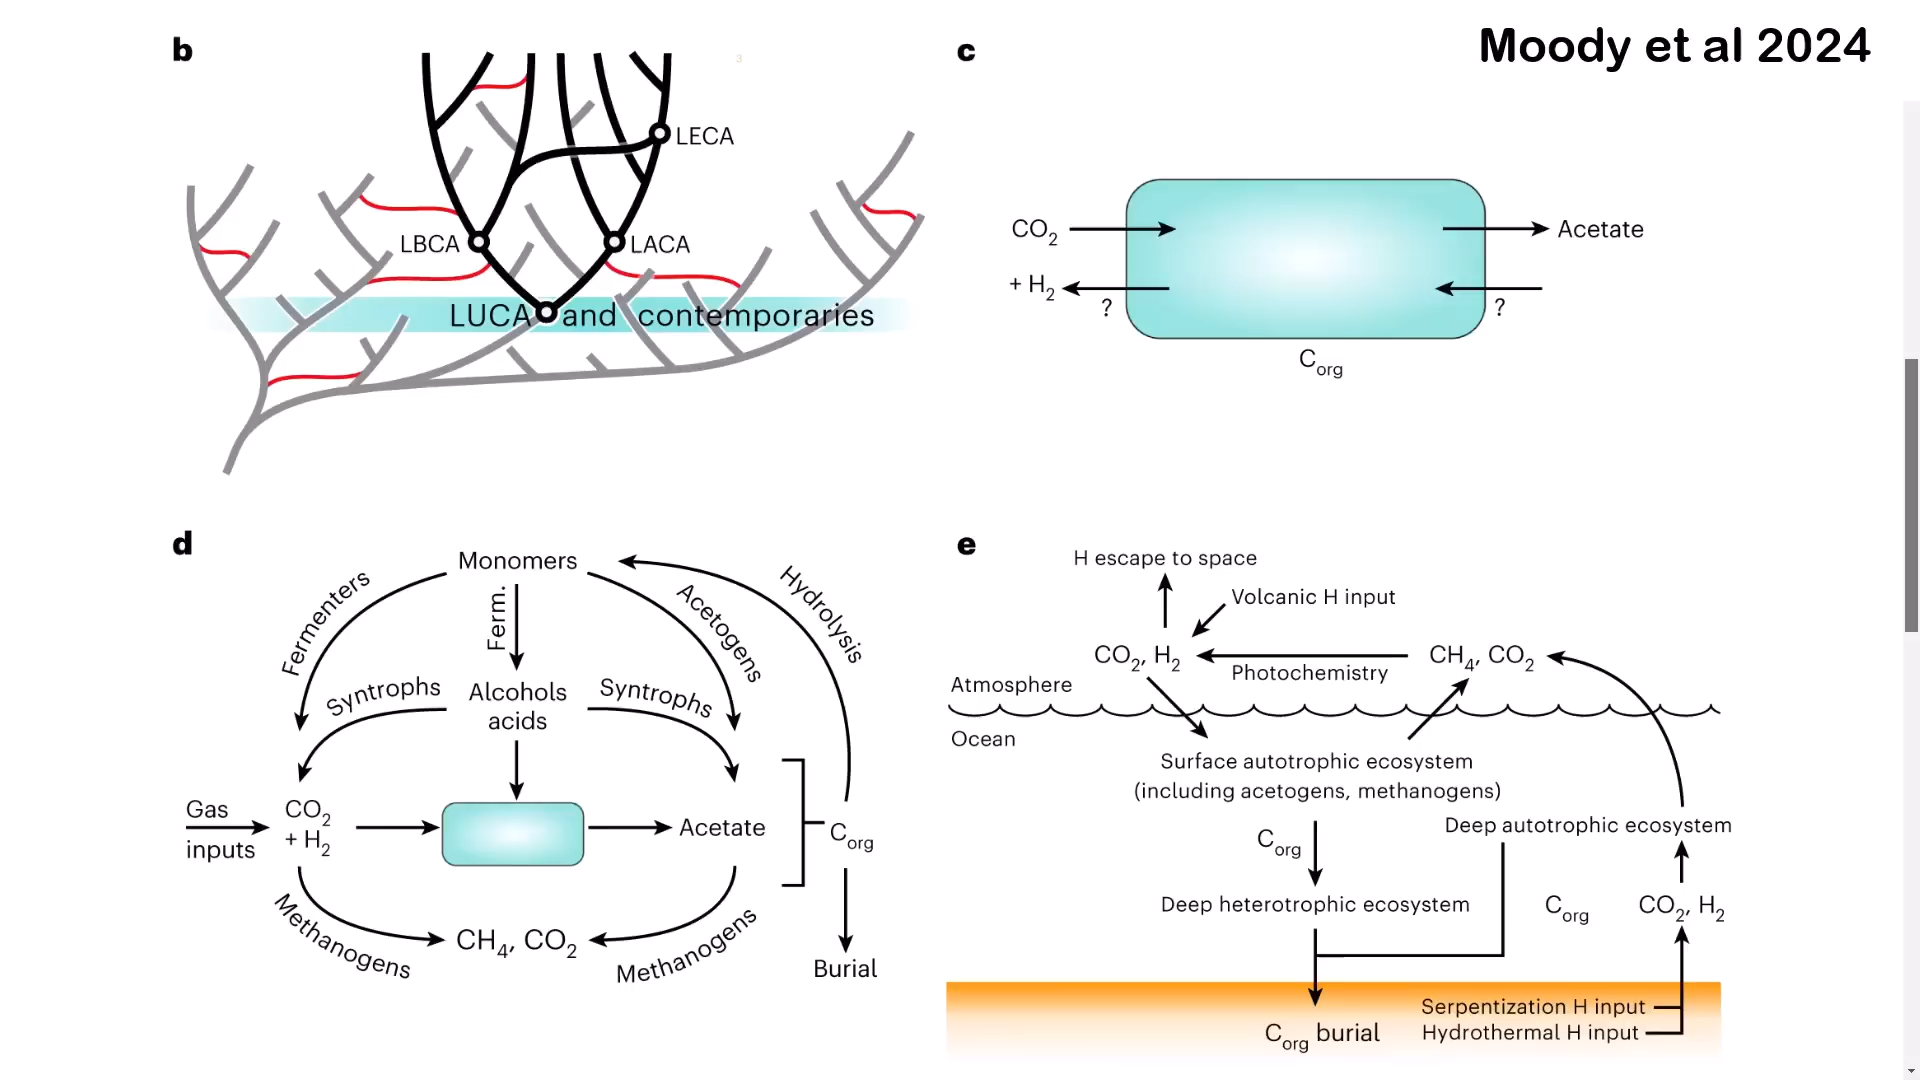 Moody et al 2024
b
3
LECA
LBCA
LACA
LUCA and contemporaries
c
CO2
+ H2
?
Acetate
?
Corg
d
Monomers
Fermenters
Ferm.
Acetogens
Hydrolysis
Syntrophs
Alcohols
acids
Syntrophs
Gas
inputs
CO2
+ H2
Acetate
Corg
Methanogens
CH4, CO2
Methanogens
Burial
e
H escape to space
Volcanic H input
CO2, H2
Photochemistry
CH4, CO2
Atmosphere
Ocean
Surface autotrophic ecosystem
(including acetogens, methanogens)
Corg
Deep autotrophic ecosystem
Deep heterotrophic ecosystem
Corg
CO2, H2
Serpentization H input
Hydrothermal H input
Corg burial